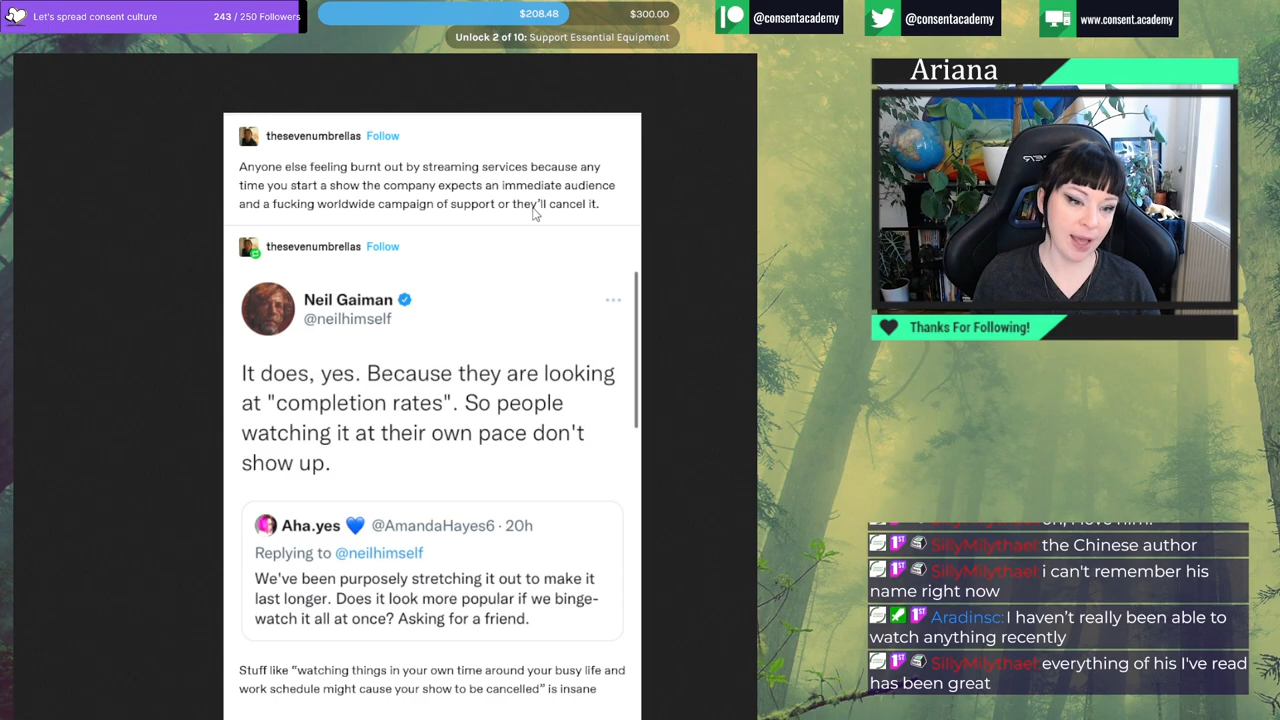 Let's spread consent culture
243 / 250 Followers
$208.48
$300.00
Unlock 2 of 10: Support Essential Equipment
@consentacademy
@consentacademy
www.consent.academy
thesevenumbrellas Follow
Anyone else feeling burnt out by streaming services because any
time you start a show the company expects an immediate audience
and a fucking worldwide campaign of support or they'll cancel it.
thesevenumbrellas Follow
Neil Gaiman
@neilhimself
It does, yes. Because they are looking
at "completion rates". So people
watching it at their own pace don't
show up.
Aha.yes 💙 @AmandaHayes6 · 20h
Replying to @neilhimself
We've been purposely stretching it out to make it
last longer. Does it look more popular if we binge-
watch it all at once? Asking for a friend.
Stuff like "watching things in your own time around your busy life and
work schedule might cause your show to be cancelled" is insane
Ariana
Thanks For Following!
SillyMilythael: the Chinese author
SillyMilythael: i can't remember his
name right now
Aradinsc: I haven't really been able to
watch anything recently
SillyMilythael: everything of his I've read
has been great